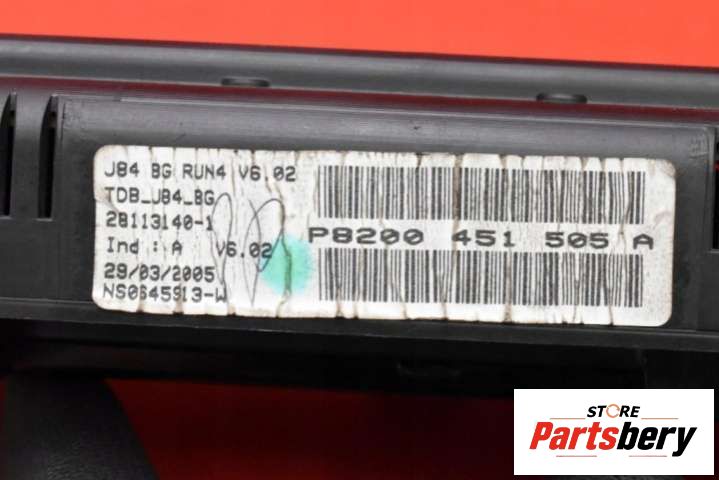 J84 BG RUN4 V6.02
TDB_J84_BG
28113140-1
Ind : A V6.02
29/03/2005
NS0645913-W
P8200 451 505 A
STORE
Partsbery